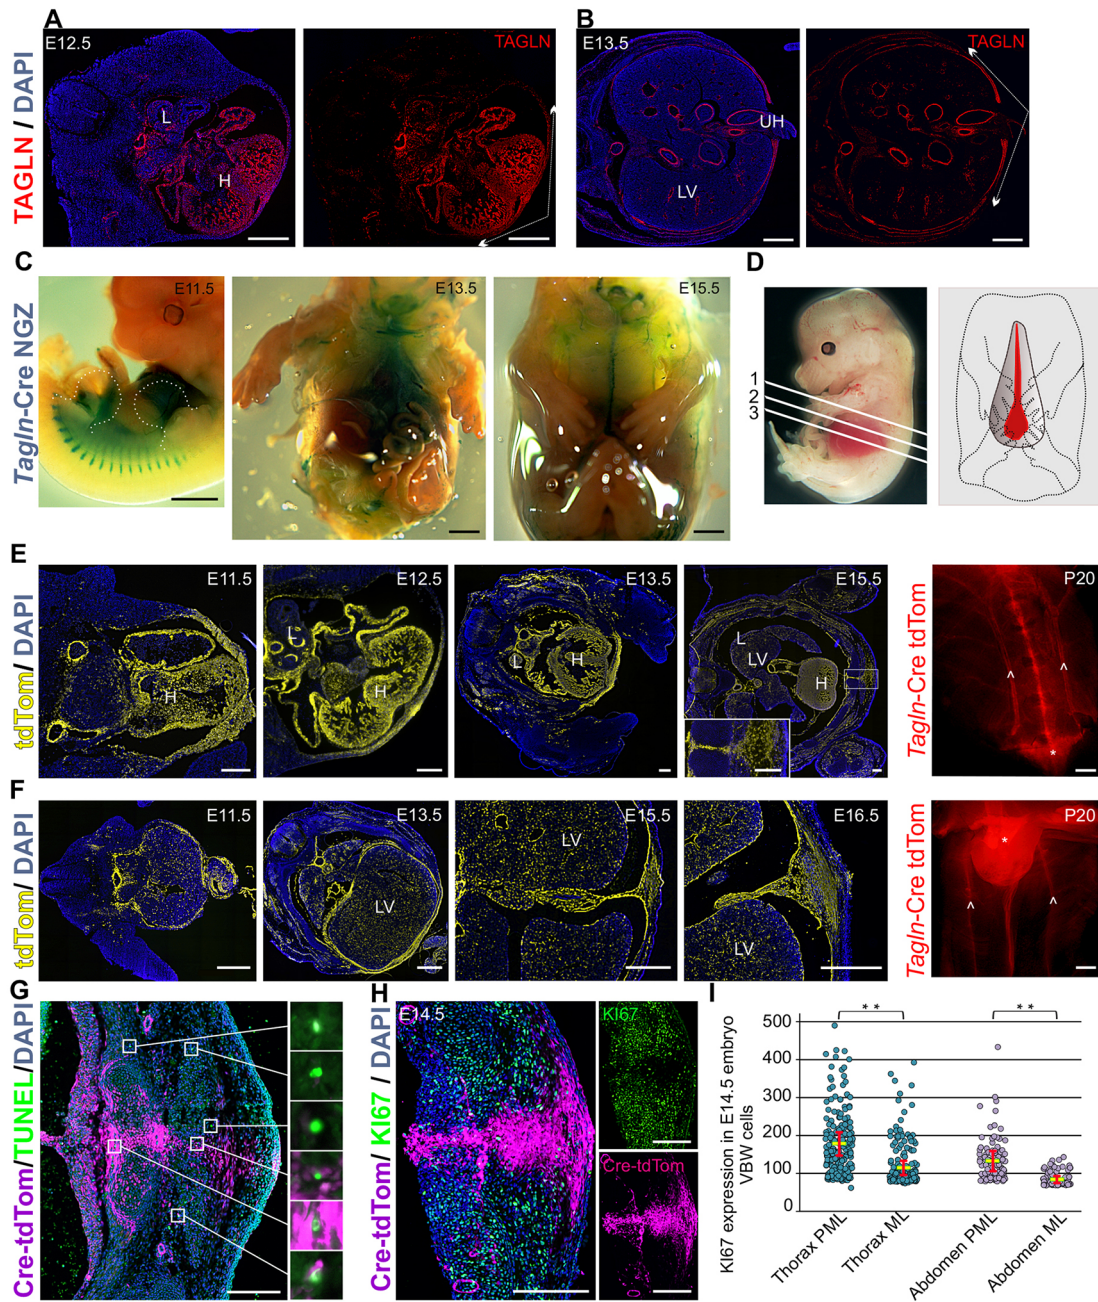 A
B
TAGLN / DAPI
E12.5
L
H
TAGLN
E13.5
UH
LV
TAGLN
C
D
Tagln-Cre NGZ
E11.5
E13.5
E15.5
1
2
3
E
tdTom/ DAPI
E11.5
H
E12.5
L
H
E13.5
L
H
E15.5
L
LV
H
Tagln-Cre tdTom
P20
^
^
*
F
tdTom/ DAPI
E11.5
E13.5
LV
E15.5
LV
E16.5
LV
Tagln-Cre tdTom
P20
*
^
^
G
Cre-tdTom/TUNEL/DAPI
H
Cre-tdTom/ KI67 / DAPI
E14.5
KI67
Cre-tdTom
I
KI67 expression in E14.5 embryo
VBW cells
500
400
300
200
100
0
**
**
Thorax PML
Thorax ML
Abdomen PML
Abdomen ML